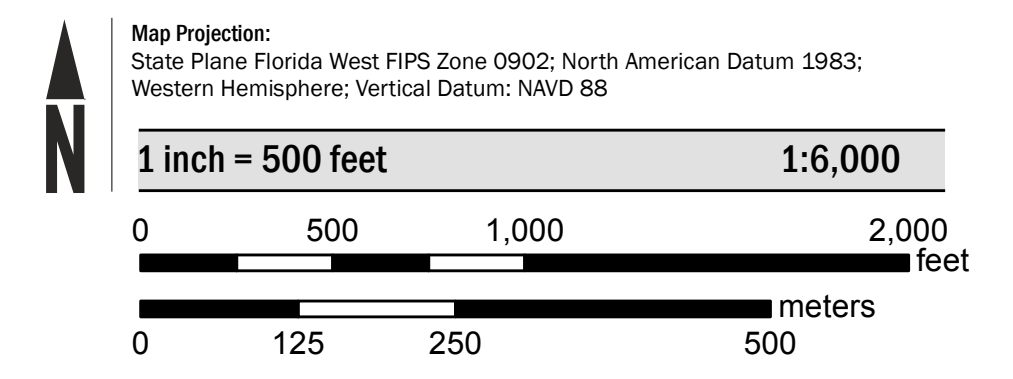 Map Projection:
State Plane Florida West FIPS Zone 0902; North American Datum 1983;
Western Hemisphere; Vertical Datum: NAVD 88
N
1 inch = 500 feet 1:6,000
0 500 1,000 2,000
feet
meters
0 125 250 500